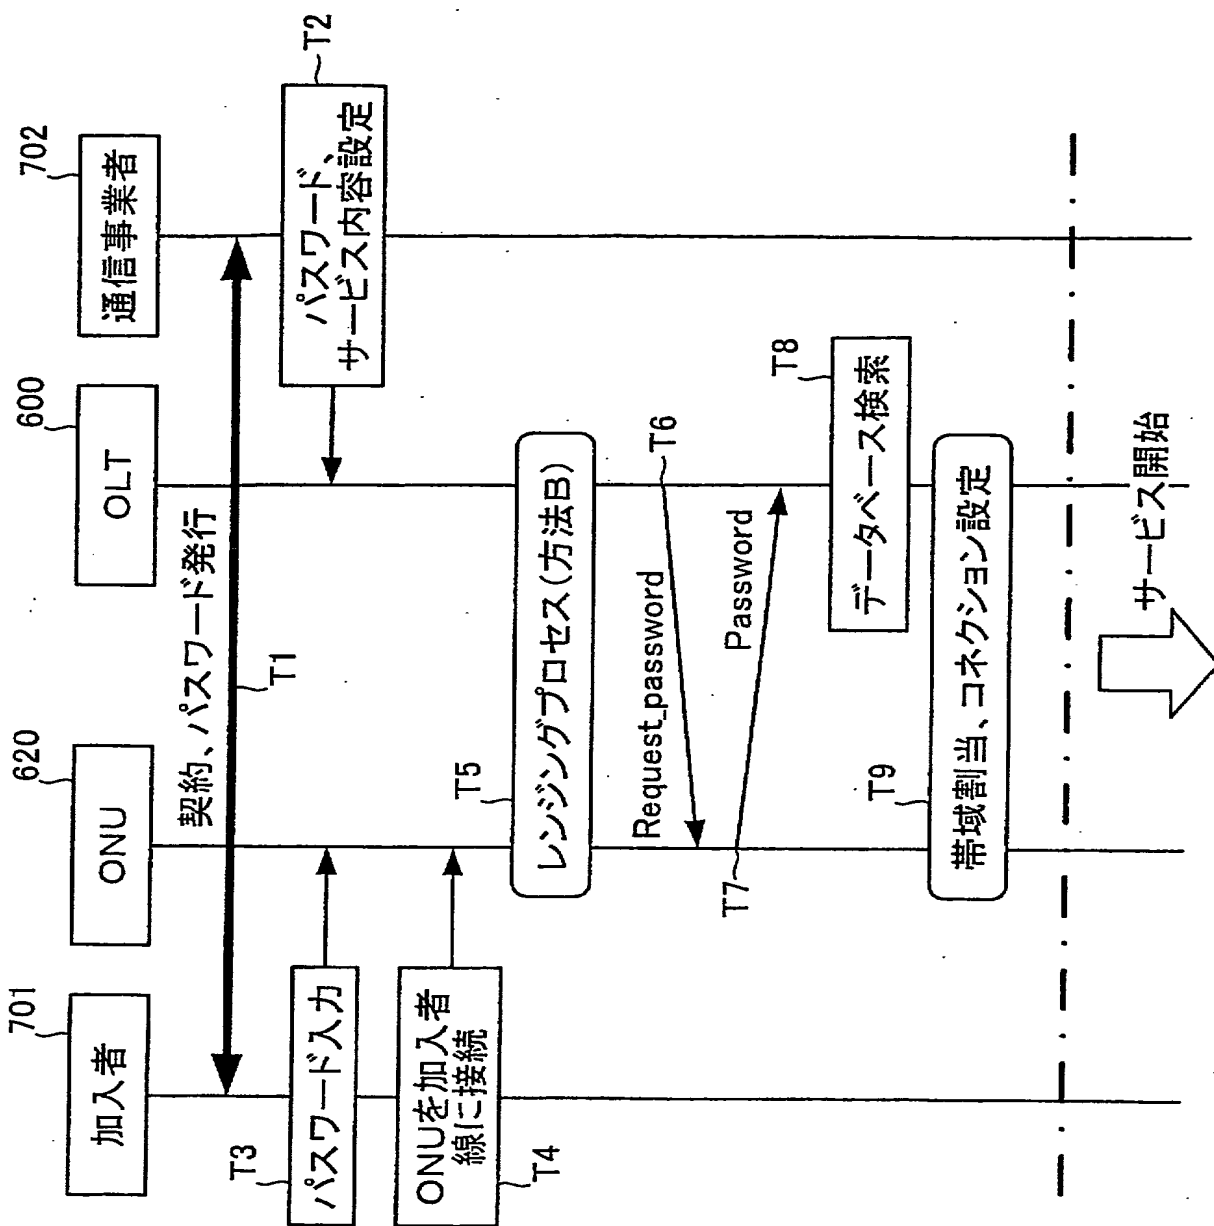 701
加入者
620
ONU
600
OLT
702
通信事業者
契約、パスワード発行
T1
T2
パスワード、
サービス内容設定
T3
パスワード入力
T4
ONUを加入者
線に接続
T5
レンジングプロセス(方法B)
T6
Request_password
T7
Password
T8
データベース検索
T9
帯域割当、コネクション設定
サービス開始